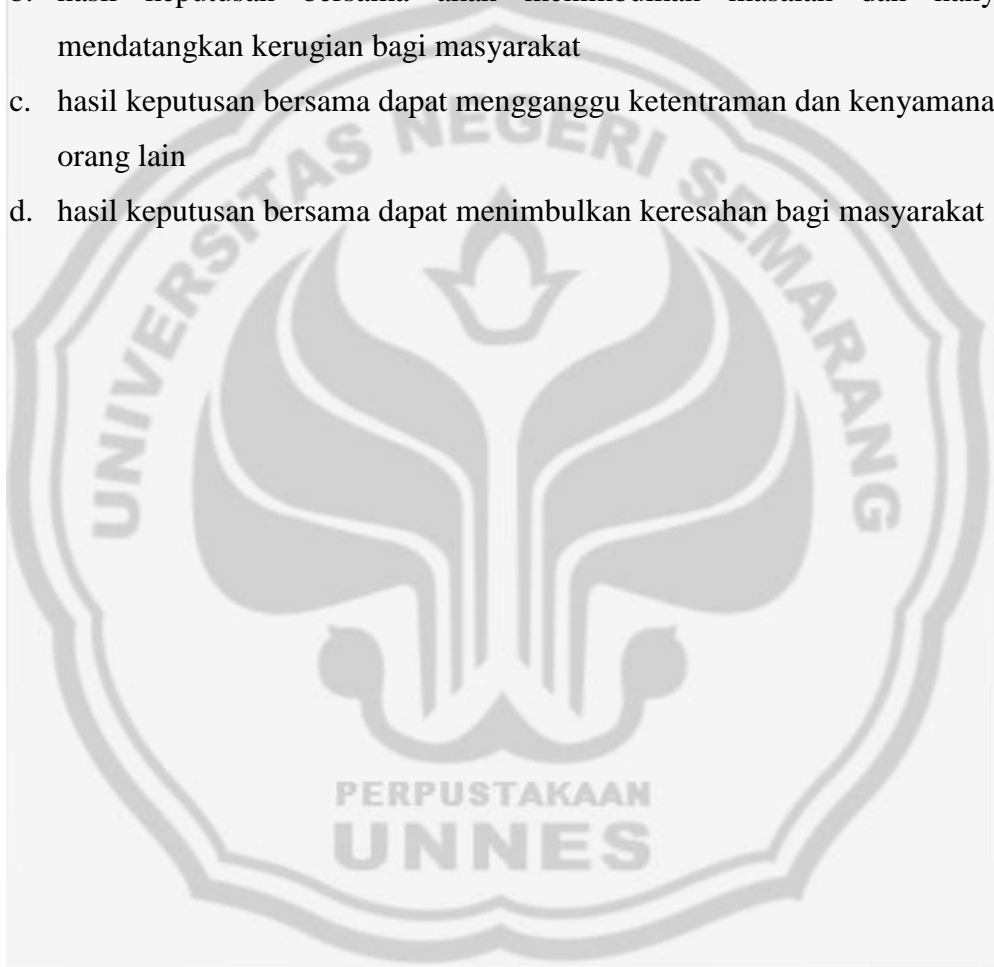 mendatangkan kerugian bagi masyarakat
c. hasil keputusan bersama dapat mengganggu ketentraman dan
orang lain
d. hasil keputusan bersama dapat menimbulkan keresahan bagi masyarakat
UNIVERSITAS NEGERI SEMARANG
PERPUSTAKAAN
UNNES